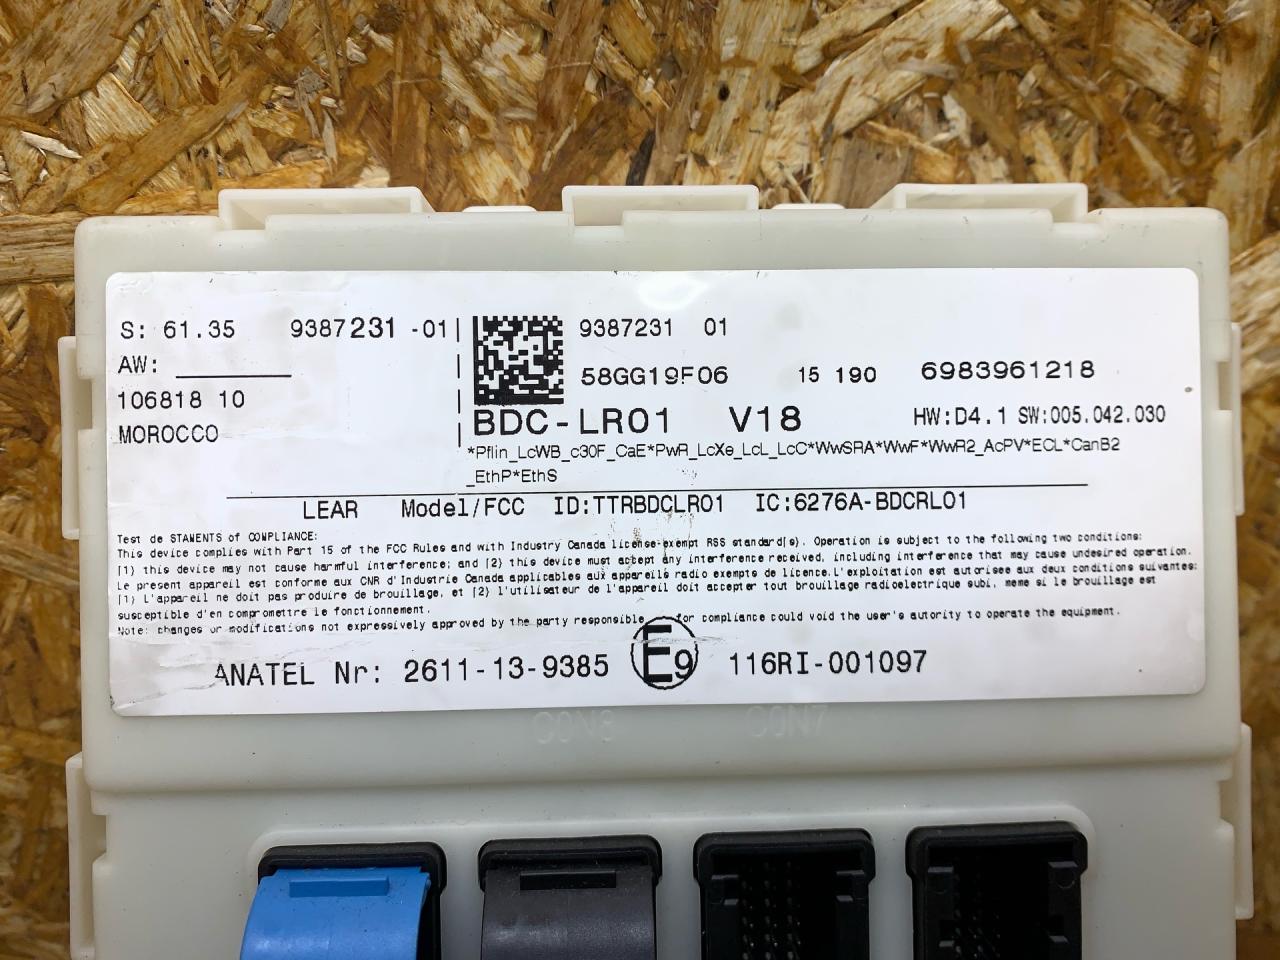 S: 61.35 9387231 -01
AW:
106818 10
MOROCCO
9387231 01
58GG19F06 15 190 6983961218
BDC-LR01 V18 HW:D4.1 SW:005.042.030
*Pflin_LcWB_c30F_CaE*PwR_LcXe_LcL_LcC*WwSRA*WwF*WwR2_AcPV*ECL*CanB2
_EthP*EthS
LEAR Model/FCC ID:TTRBDCLR01 IC:6276A-BDCRL01
Test de STAMENTS of COMPLIANCE:
This device complies with Part 15 of the FCC Rules and with Industry Canada license-exempt RSS standard(s). Operation is subject to the following two conditions:
(1) this device may not cause harmful interference; and (2) this device must accept any interference received, including interference that may cause undesired operation.
Le present appareil est conforme aux CNR d'Industrie Canada applicables aux appareils radio exempts de licence.L'exploitation est autorisee aux deux conditions suivantes:
(1) L'appareil ne doit pas produire de brouillage, et (2) l'utilisateur de l'appareil doit accepter tout brouillage radioelectrique subi, meme si le brouillage est
susceptible d'en compromettre le fonctionnement.
Note: changes or modifications not expressively approved by the party responsible for compliance could void the user's autority to operate the equipment.
ANATEL Nr: 2611-13-9385 E9 116RI-001097
CON8 CON7